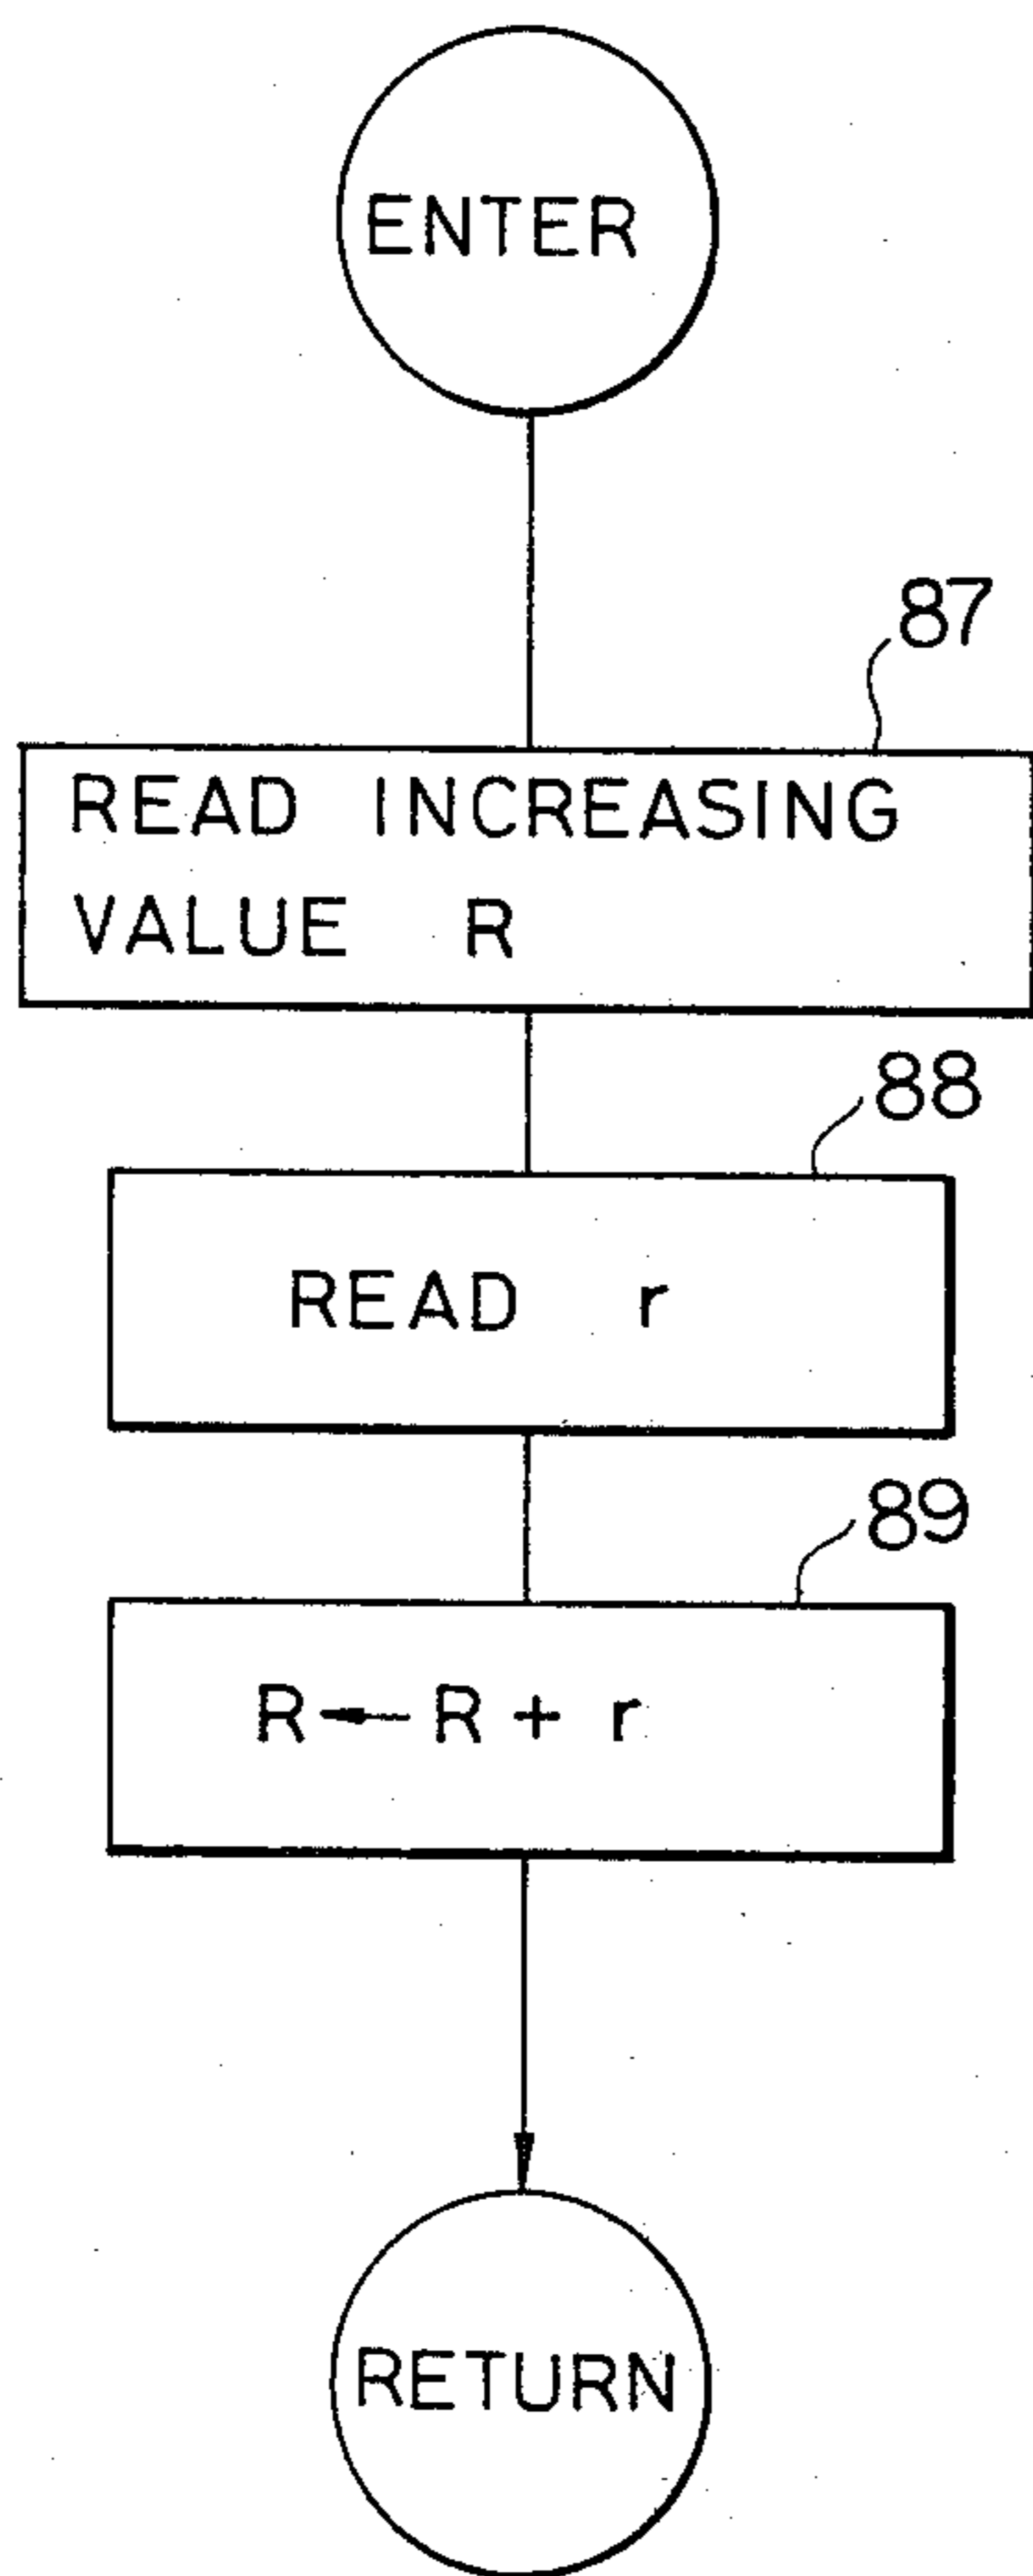 ENTER
87
READ INCREASING
VALUE R
88
READ r
89
R ← R + r
RETURN